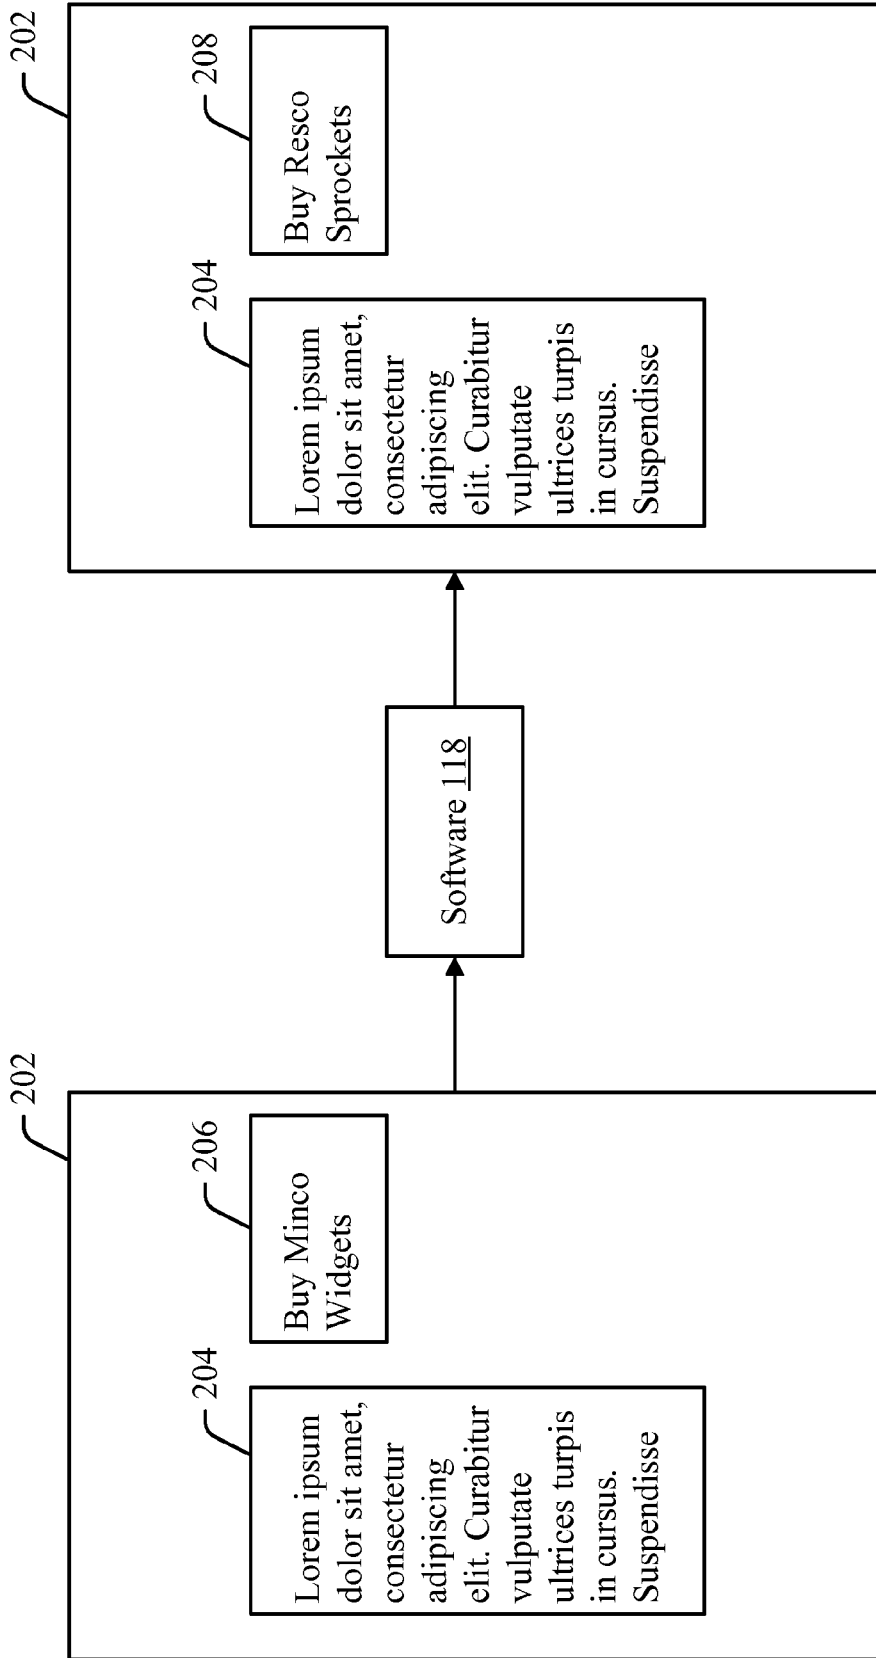 202
204
Lorem ipsum
dolor sit amet,
consectetur
adipiscing
elit. Curabitur
vulputate
ultrices turpis
in cursus.
Suspendisse
206
Buy Minco
Widgets
Software 118
202
204
Lorem ipsum
dolor sit amet,
consectetur
adipiscing
elit. Curabitur
vulputate
ultrices turpis
in cursus.
Suspendisse
208
Buy Resco
Sprockets